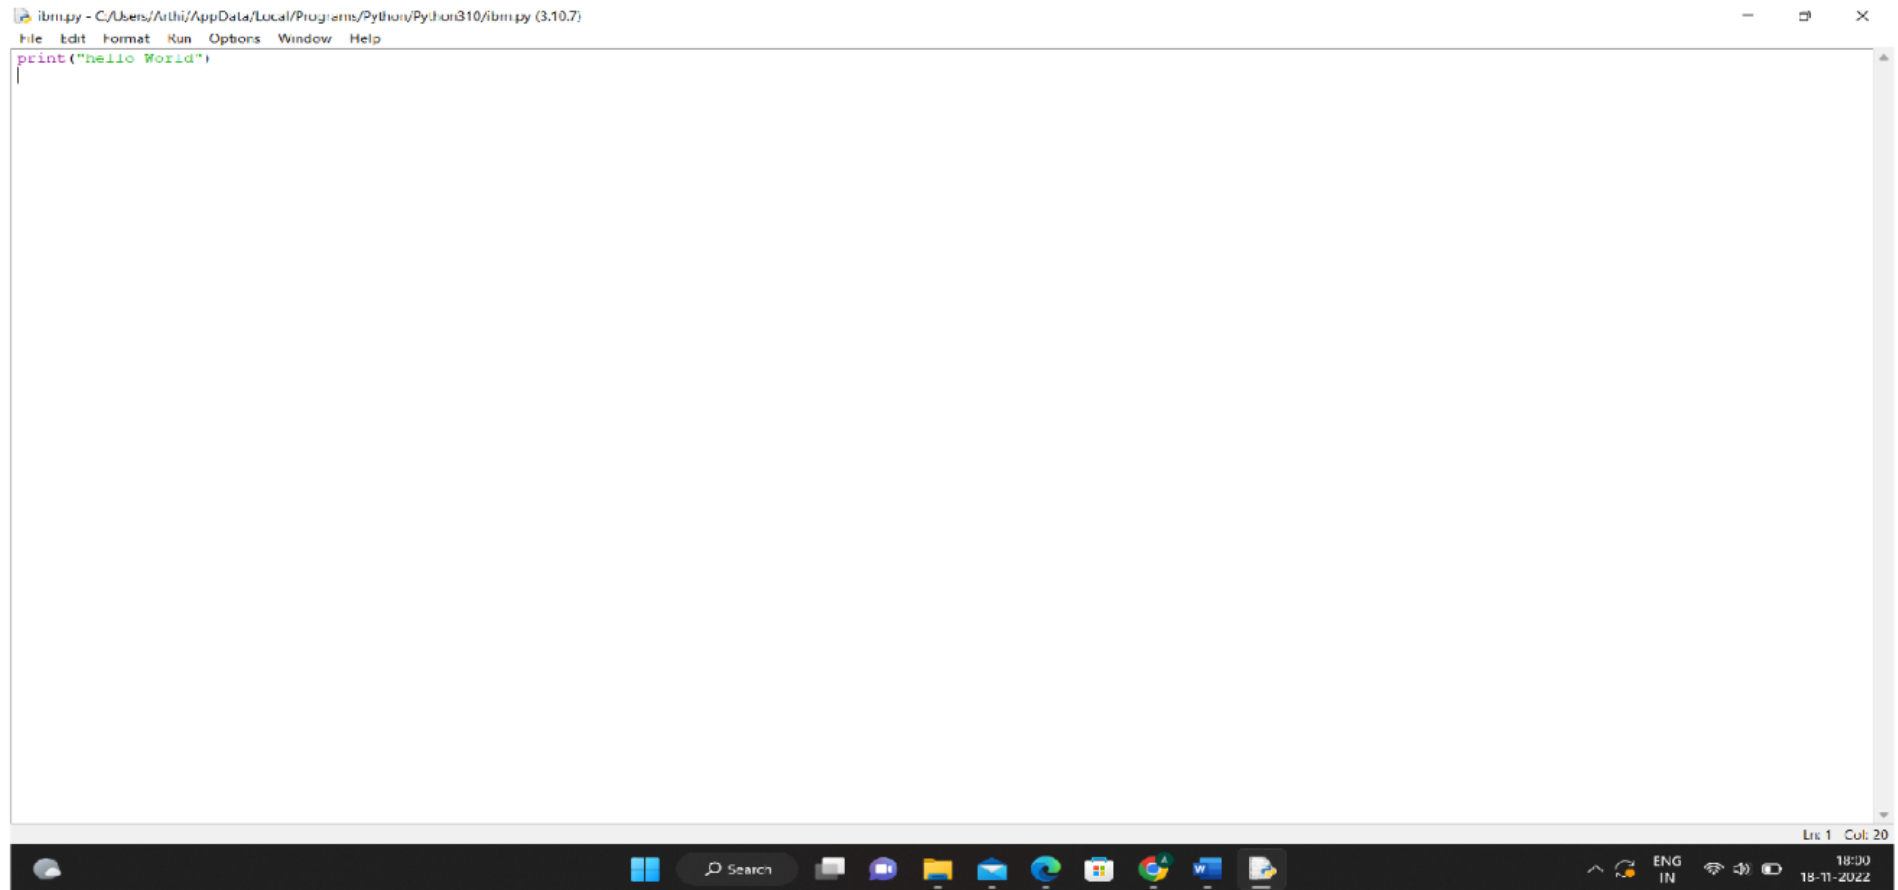 ibm.py - C:/Users/Arthi/AppData/Local/Programs/Python/Python310/ibm.py (3.10.7)
File Edit Format Run Options Window Help
print("hello World")
Ln: 1 Col: 20
Search
ENG
IN
18:00
18-11-2022